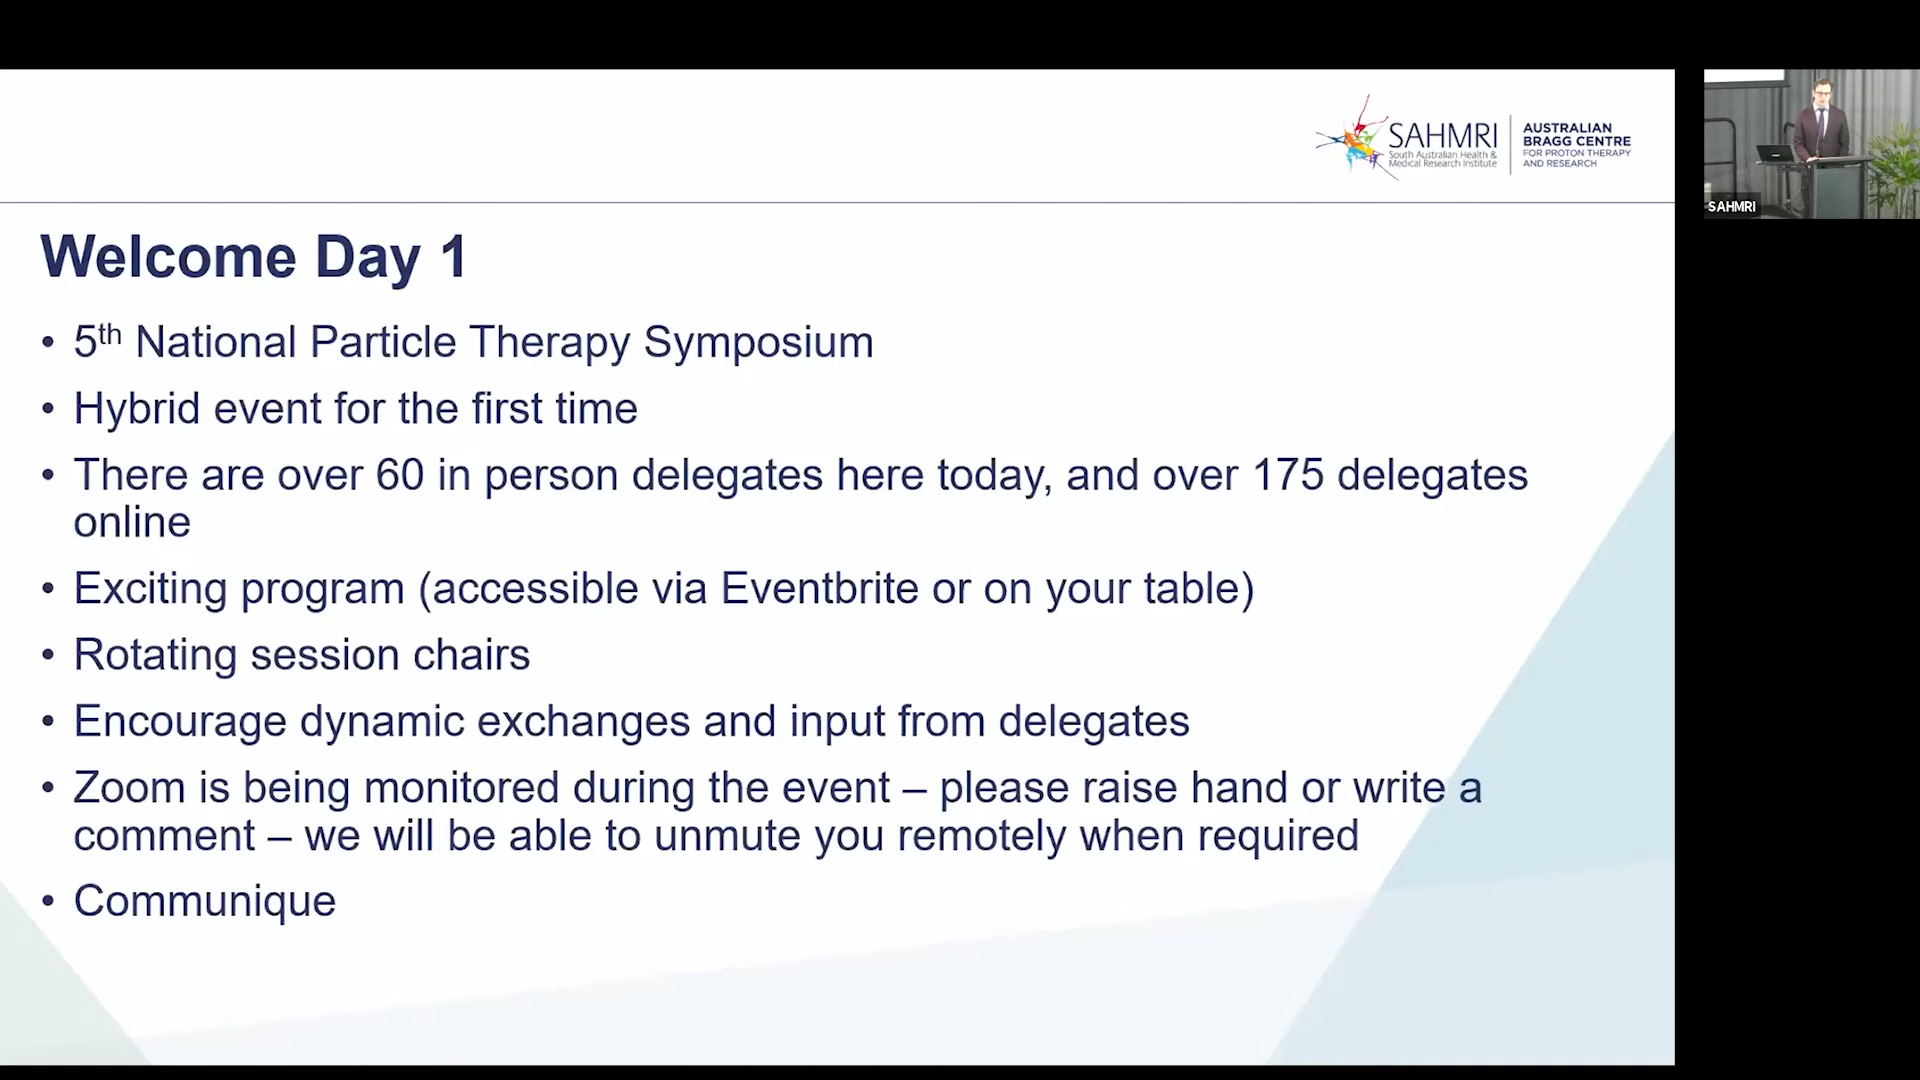 SAHMRI
South Australian Health &
Medical Research Institute
AUSTRALIAN
BRAGG CENTRE
FOR PROTON THERAPY
AND RESEARCH
SAHMRI
Welcome Day 1
• 5th National Particle Therapy Symposium
• Hybrid event for the first time
• There are over 60 in person delegates here today, and over 175 delegates
online
• Exciting program (accessible via Eventbrite or on your table)
• Rotating session chairs
• Encourage dynamic exchanges and input from delegates
• Zoom is being monitored during the event – please raise hand or write a
comment – we will be able to unmute you remotely when required
• Communique